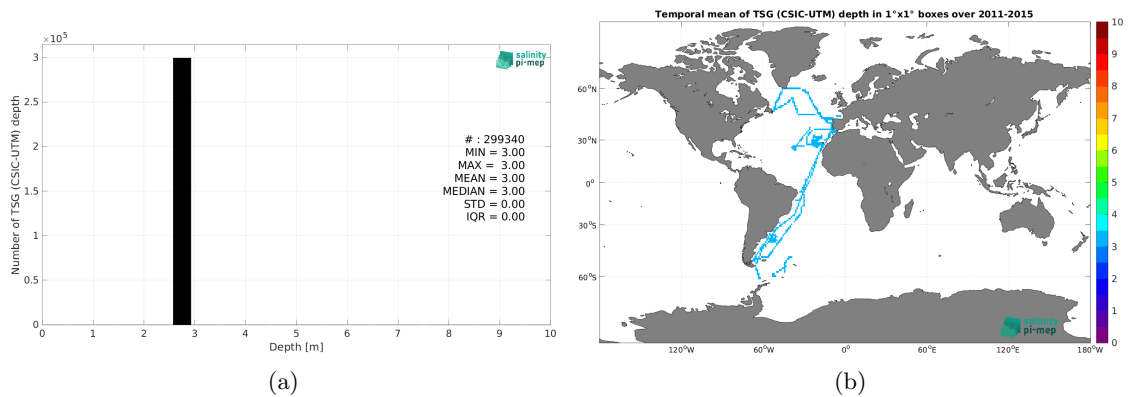 ×10⁵
3
2.5
2
1.5
1
0.5
0
Number of TSG (CSIC-UTM) depth
salinity
pi-mep
# : 299340
MIN = 3.00
MAX = 3.00
MEAN = 3.00
MEDIAN = 3.00
STD = 0.00
IQR = 0.00
0 1 2 3 4 5 6 7 8 9 10
Depth [m]
(a)
Temporal mean of TSG (CSIC-UTM) depth in 1°x1° boxes over 2011-2015
60°N
30°N
0°
30°S
60°S
120°W 60°W 0° 60°E 120°E 180°W
salinity
pi-mep
10
9
8
7
6
5
4
3
2
1
0
(b)